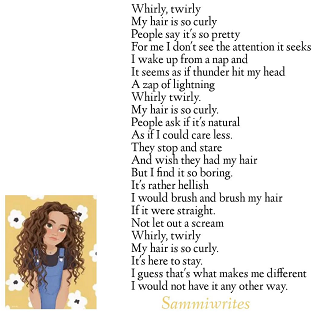 Whirly, twirly
My hair is so curly
People say it's so pretty
For me I don't see the attention it seeks
I wake up from a nap and
It seems as if thunder hit my head
A zap of lightning
Whirly twirly.
My hair is so curly.
People ask if it's natural
As if I could care less.
They stop and stare
And wish they had my hair
But I find it so boring.
It's rather hellish
I would brush and brush my hair
If it were straight.
Not let out a scream
Whirly, twirly
My hair is so curly.
It's here to stay.
I guess that's what makes me different
I would not have it any other way.
Sammiwrites